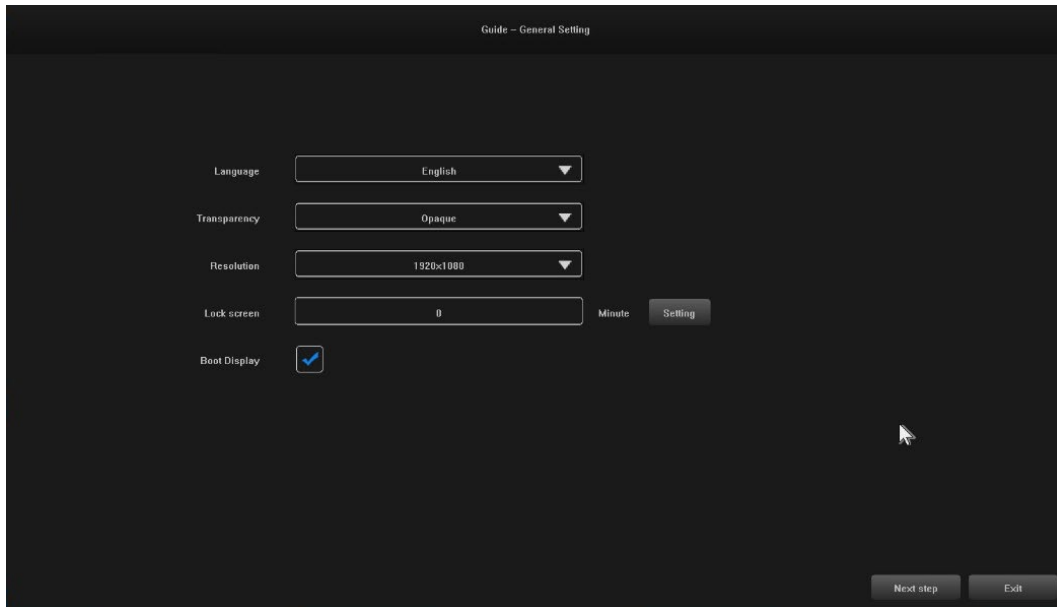 Guide – General Setting
Language English
Transparency Opaque
Resolution 1920x1080
Lock screen 0 Minute Setting
Boot Display
Next step Exit